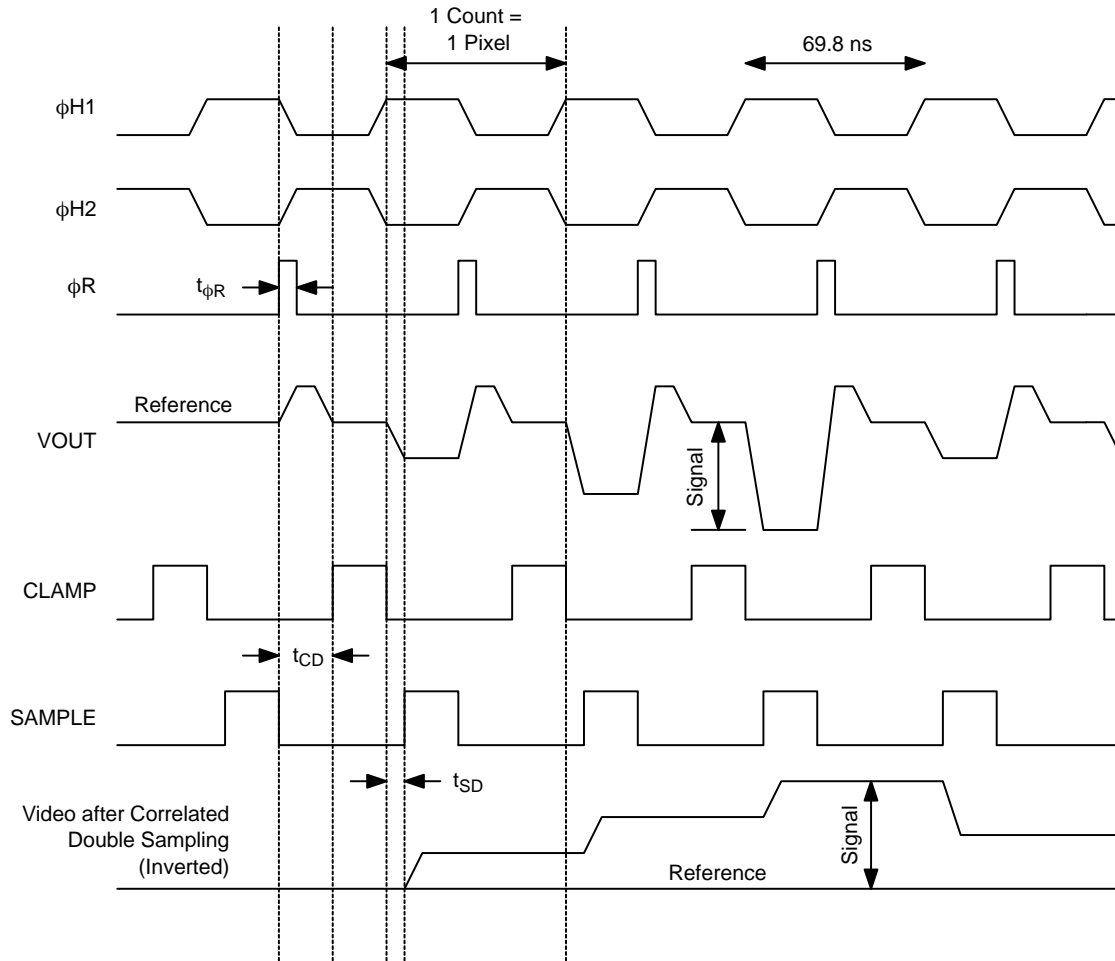 1 Count =
1 Pixel
69.8 ns
ϕH1
ϕH2
ϕR
tϕR
Reference
VOUT
Signal
CLAMP
tCD
SAMPLE
tSD
Video after Correlated
Double Sampling
(Inverted)
Signal
Reference